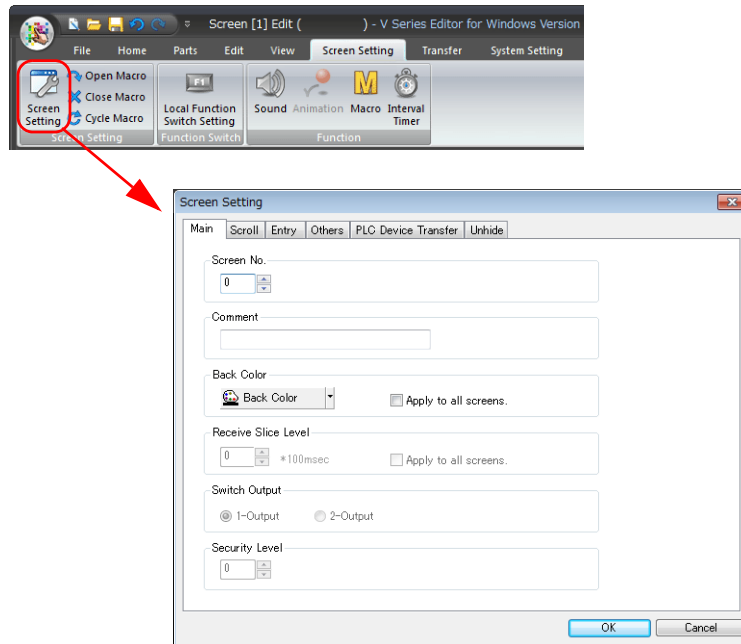 Screen [1] Edit ( ) - V Series Editor for Windows Version
File Home Parts Edit View Screen Setting Transfer System Setting
Open Macro
Close Macro
Cycle Macro
Screen
Setting
Screen Setting
F1
Local Function
Switch Setting
Function Switch
Sound Animation Macro Interval
Timer
Function
Screen Setting
Main Scroll Entry Others PLC Device Transfer Unhide
Screen No.
0
Comment
Back Color
Back Color Apply to all screens.
Receive Slice Level
0 *100msec Apply to all screens.
Switch Output
1-Output 2-Output
Security Level
0
OK Cancel